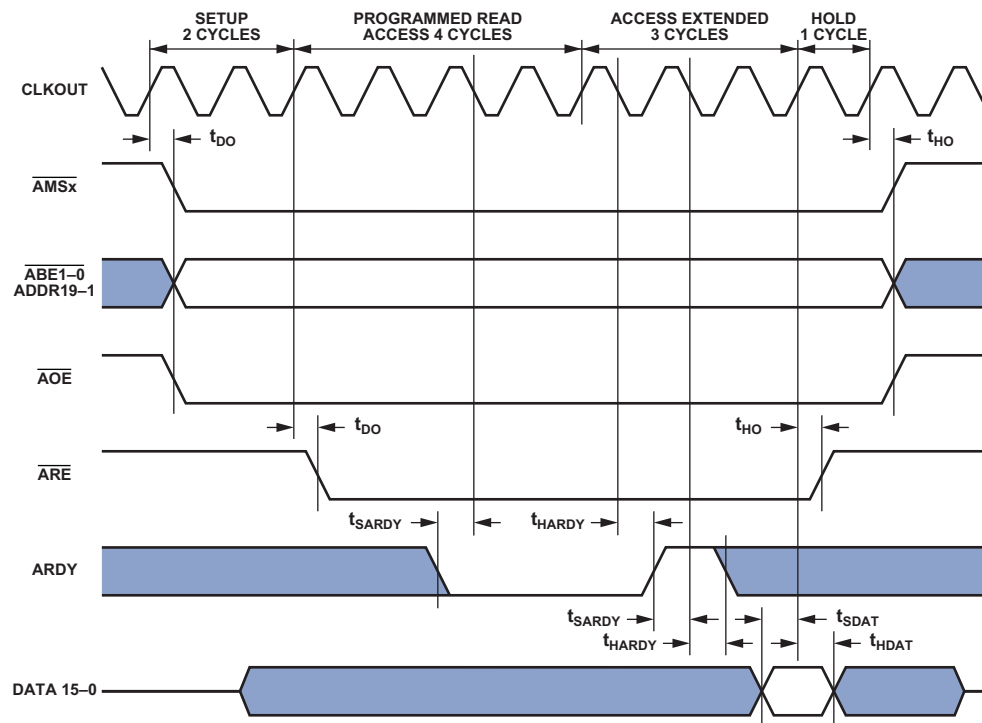 SETUP
2 CYCLES
PROGRAMMED READ
ACCESS 4 CYCLES
ACCESS EXTENDED
3 CYCLES
HOLD
1 CYCLE
CLKOUT
tDO
tHO
AMSx
ABE1–0
ADDR19–1
AOE
tDO
tHO
ARE
tSARDY
tHARDY
ARDY
tSARDY
tSDAT
tHARDY
tHDAT
DATA 15–0